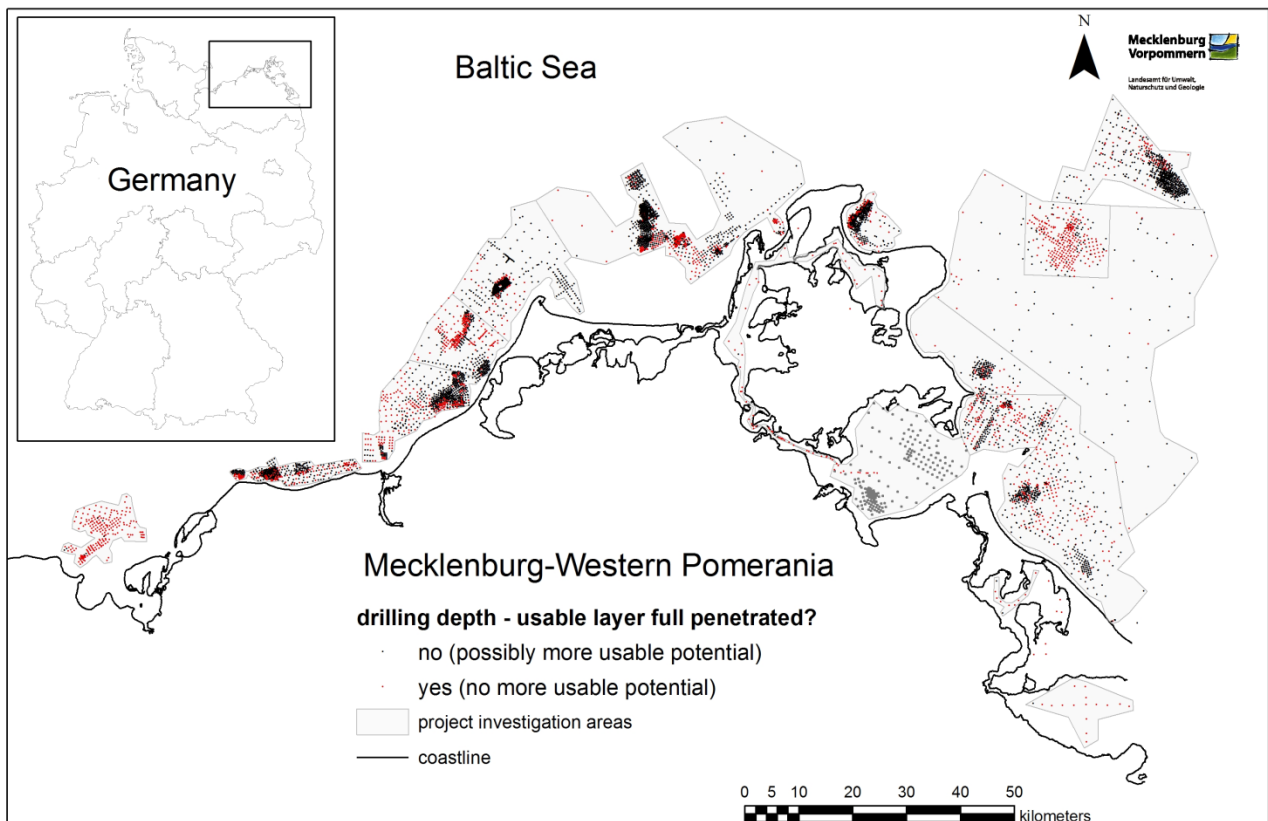 Germany
Baltic Sea
N
Mecklenburg
Vorpommern
Landesamt für Umwelt,
Naturschutz und Geologie
Mecklenburg-Western Pomerania
drilling depth - usable layer full penetrated?
no (possibly more usable potential)
yes (no more usable potential)
project investigation areas
coastline
0 5 10 20 30 40 50
kilometers